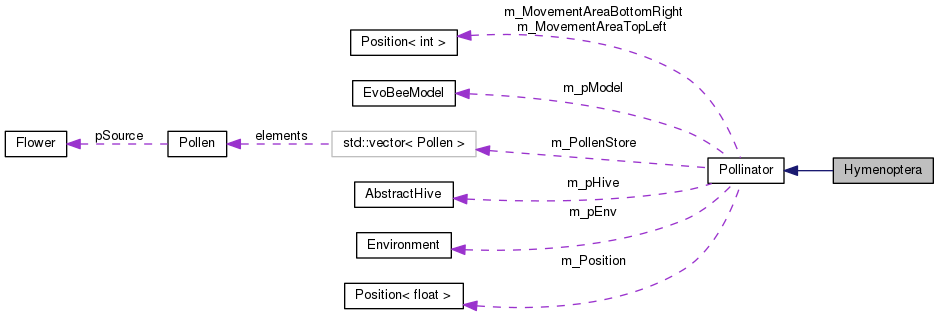 m_MovementAreaBottomRight
m_MovementAreaTopLeft
Position< int >
m_pModel
EvoBeeModel
Flower
pSource
Pollen
elements
std::vector< Pollen >
m_PollenStore
Pollinator
Hymenoptera
m_pHive
AbstractHive
m_pEnv
Environment
m_Position
Position< float >